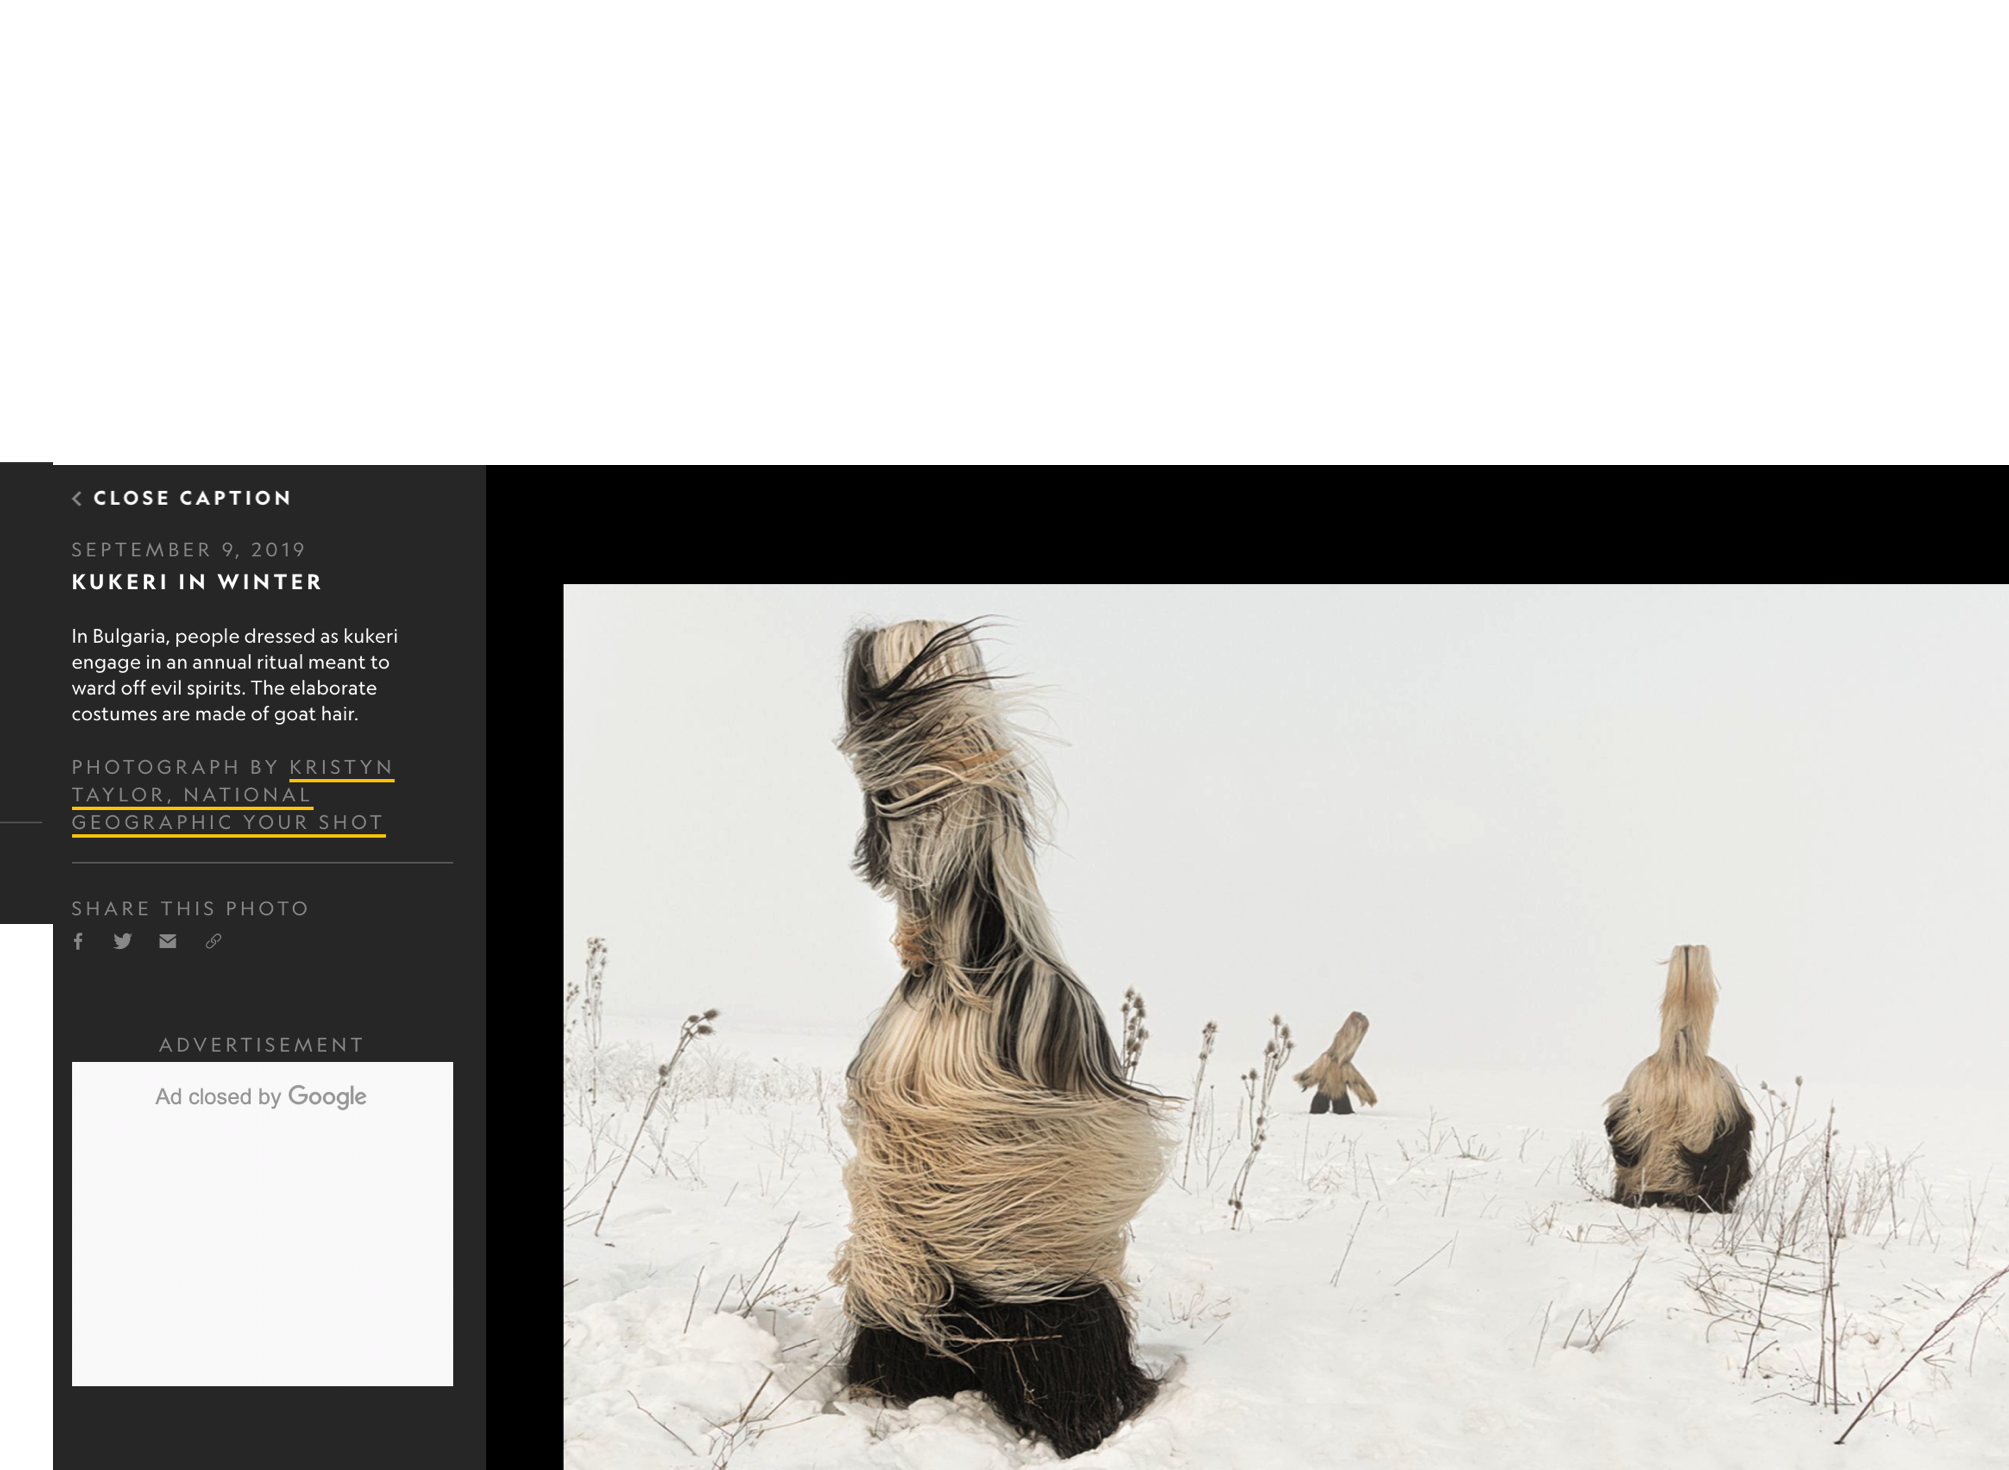 CLOSE CAPTION
SEPTEMBER 9, 2019
KUKERI IN WINTER
In Bulgaria, people dressed as kukeri
engage in an annual ritual meant to
ward off evil spirits. The elaborate
costumes are made of goat hair.
PHOTOGRAPH BY KRISTYN
TAYLOR, NATIONAL
GEOGRAPHIC YOUR SHOT
SHARE THIS PHOTO
ADVERTISEMENT
Ad closed by Google